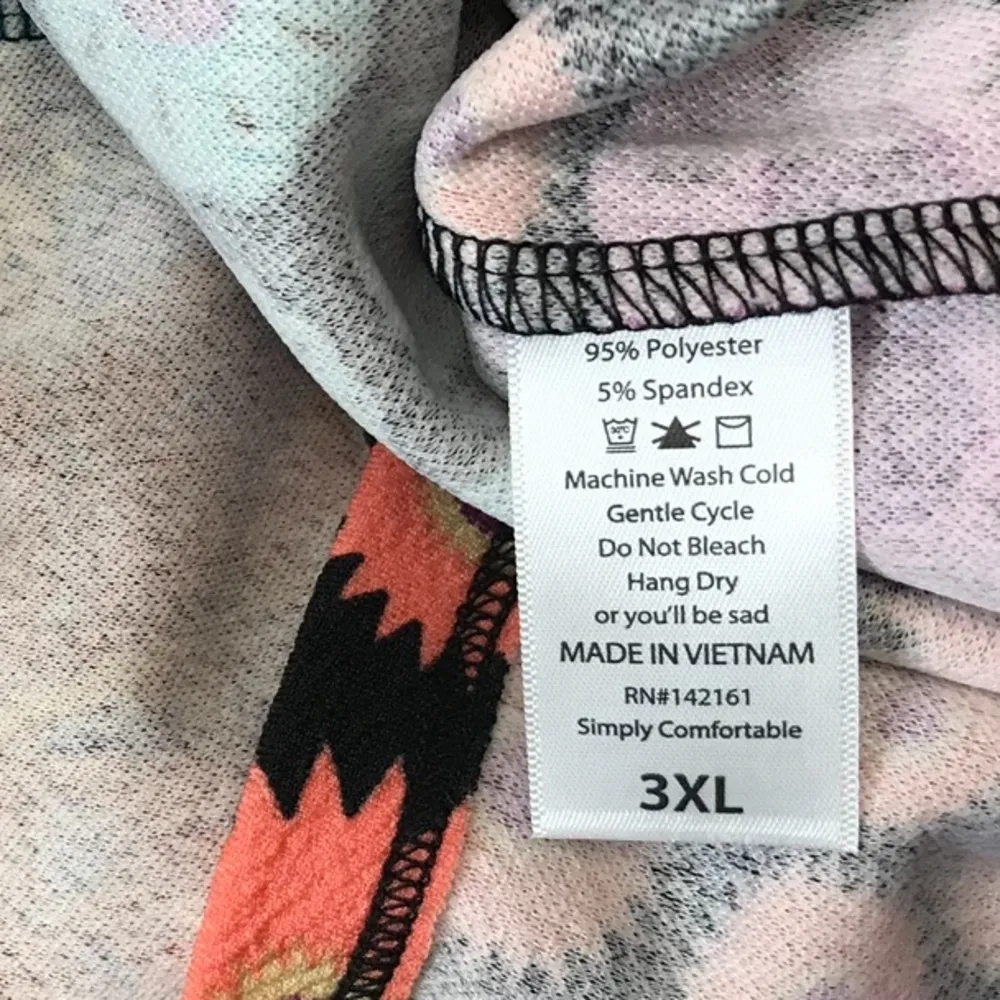 95% Polyester
5% Spandex
30°C
Machine Wash Cold
Gentle Cycle
Do Not Bleach
Hang Dry
or you'll be sad
MADE IN VIETNAM
RN#142161
Simply Comfortable
3XL